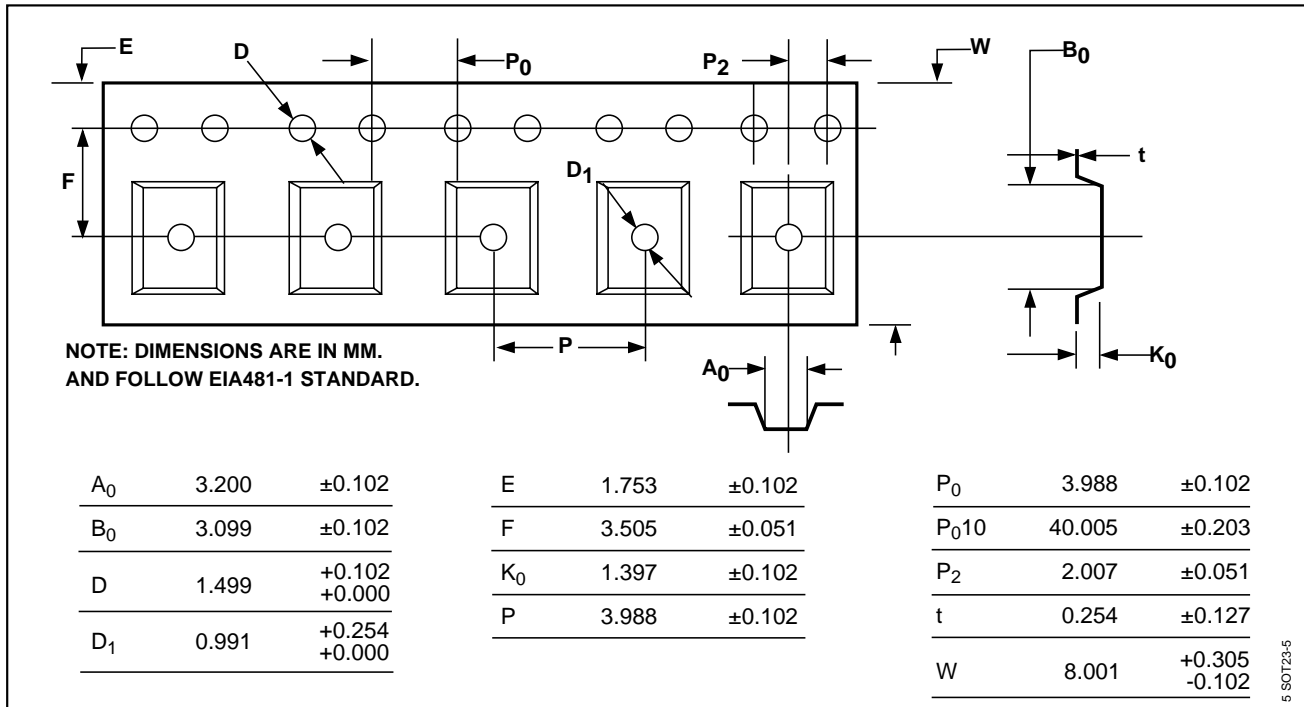 E
D
P0
P2
W
B0
t
F
D1
NOTE: DIMENSIONS ARE IN MM.
AND FOLLOW EIA481-1 STANDARD.
P
A0
K0
A0 3.200 ±0.102
B0 3.099 ±0.102
D 1.499 +0.102
+0.000
D1 0.991 +0.254
+0.000
E 1.753 ±0.102
F 3.505 ±0.051
K0 1.397 ±0.102
P 3.988 ±0.102
P0 3.988 ±0.102
P010 40.005 ±0.203
P2 2.007 ±0.051
t 0.254 ±0.127
W 8.001 +0.305
-0.102
5 SOT23-5